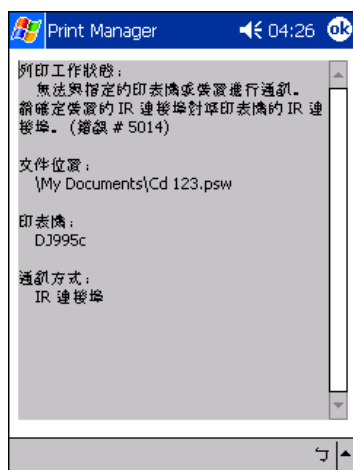 Print Manager 04:26 ok
列印工作狀態：
無法與指定的印表機或裝置進行通訊。
請確定裝置的 IR 連接埠對準印表機的 IR 連
接埠。(錯誤 # 5014)
文件位置：
\My Documents\Cd 123.psw
印表機：
DJ995c
通訊方式：
IR 連接埠